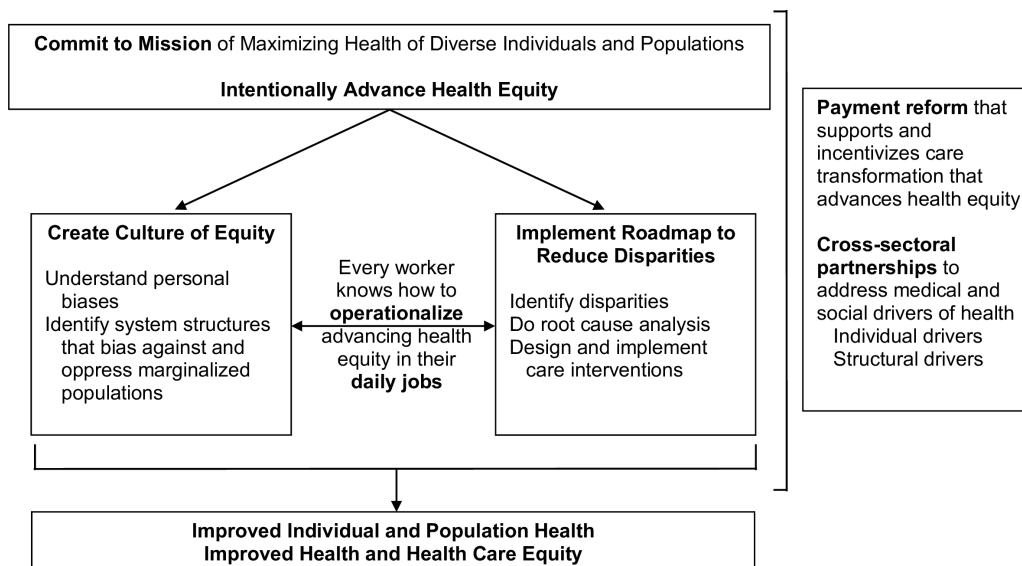 Commit to Mission of Maximizing Health of Diverse Individuals and Populations
Intentionally Advance Health Equity
Create Culture of Equity
Understand personal
biases
Identify system structures
that bias against and
oppress marginalized
populations
Every worker
knows how to
operationalize
advancing health
equity in their
daily jobs
Implement Roadmap to
Reduce Disparities
Identify disparities
Do root cause analysis
Design and implement
care interventions
Payment reform that
supports and
incentivizes care
transformation that
advances health equity
Cross-sectoral
partnerships to
address medical and
social drivers of health
Individual drivers
Structural drivers
Improved Individual and Population Health
Improved Health and Health Care Equity